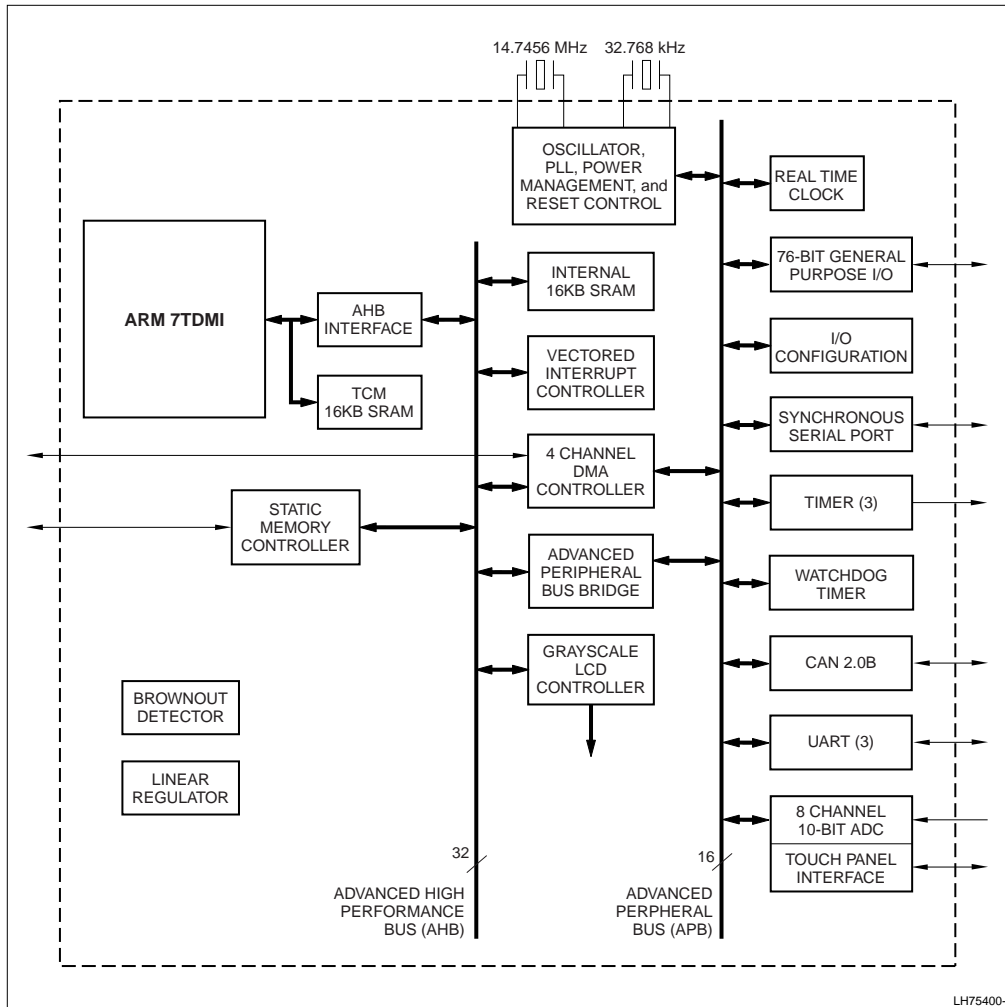 14.7456 MHz
32.768 kHz
OSCILLATOR,
PLL, POWER
MANAGEMENT, and
RESET CONTROL
REAL TIME
CLOCK
ARM 7TDMI
AHB
INTERFACE
TCM
16KB SRAM
INTERNAL
16KB SRAM
VECTORED
INTERRUPT
CONTROLLER
4 CHANNEL
DMA
CONTROLLER
STATIC
MEMORY
CONTROLLER
ADVANCED
PERIPHERAL
BUS BRIDGE
GRAYSCALE
LCD
CONTROLLER
BROWNOUT
DETECTOR
LINEAR
REGULATOR
76-BIT GENERAL
PURPOSE I/O
I/O
CONFIGURATION
SYNCHRONOUS
SERIAL PORT
TIMER (3)
WATCHDOG
TIMER
CAN 2.0B
UART (3)
8 CHANNEL
10-BIT ADC
TOUCH PANEL
INTERFACE
32
ADVANCED HIGH
PERFORMANCE
BUS (AHB)
16
ADVANCED
PERPHERAL
BUS (APB)
LH75400-